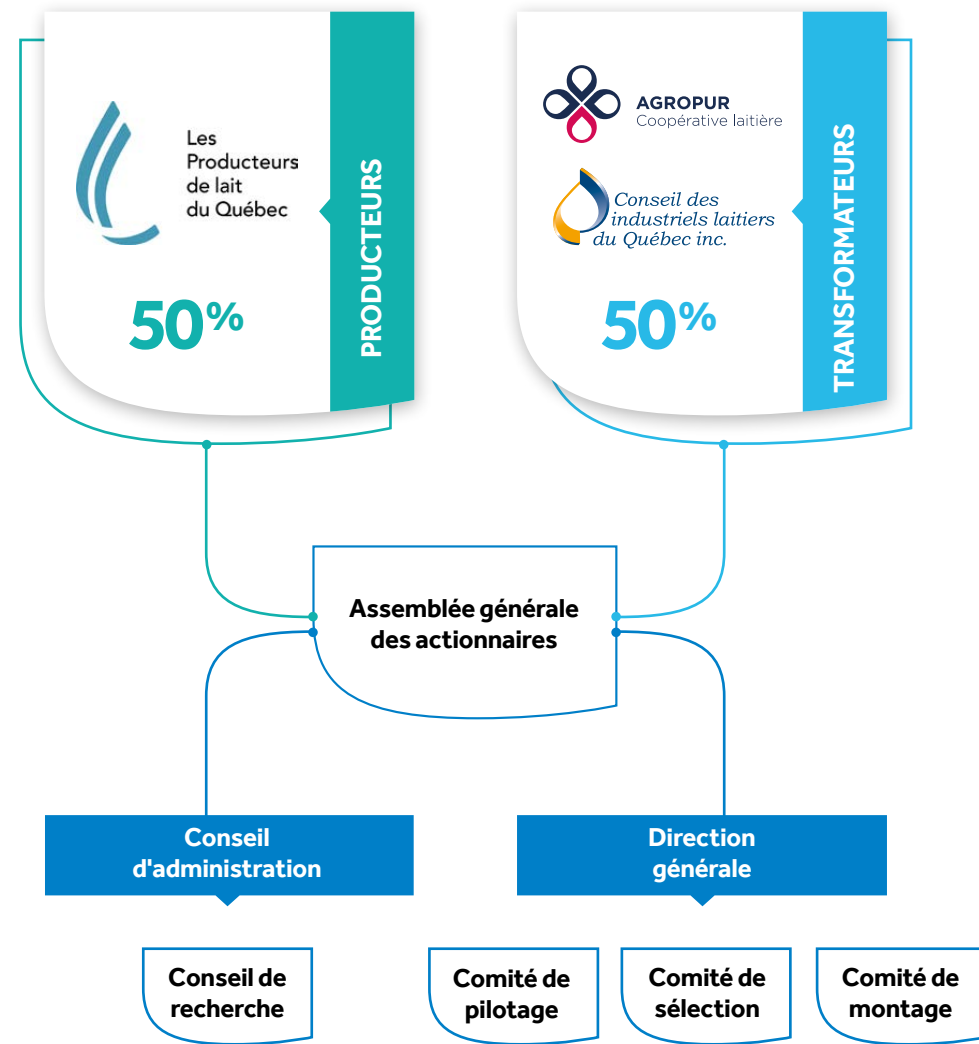 Les
Producteurs
de lait
du Québec
50%
PRODUCTEURS
AGROPUR
Coopérative laitière
Conseil des
industriels laitiers
du Québec inc.
50%
TRANSFORMATEURS
Assemblée générale
des actionnaires
Conseil
d'administration
Direction
générale
Conseil de
recherche
Comité de
pilotage
Comité de
sélection
Comité de
montage